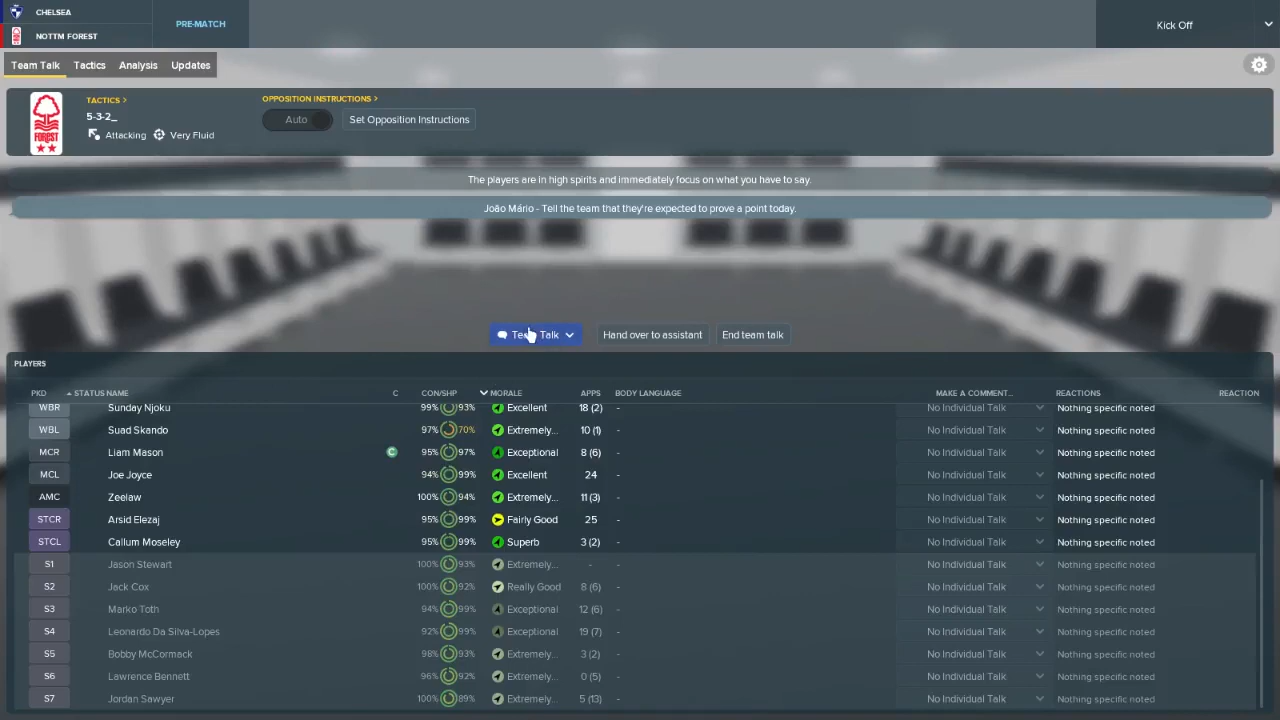 CHELSEA
NOTTM FOREST
PRE-MATCH
Kick Off
Team Talk Tactics Analysis Updates
FOREST
TACTICS >
5-3-2_
Attacking Very Fluid
OPPOSITION INSTRUCTIONS >
Auto Set Opposition Instructions
The players are in high spirits and immediately focus on what you have to say.
João Mário - Tell the team that they're expected to prove a point today.
Team Talk Hand over to assistant End team talk
PLAYERS
PKD STATUS NAME C CON/SHP MORALE APPS BODY LANGUAGE MAKE A COMMENT... REACTIONS REACTION
WBR Sunday Njoku 99% 93% Excellent 18 (2) - No Individual Talk Nothing specific noted
WBL Suad Skando 97% 70% Extremely... 10 (1) - No Individual Talk Nothing specific noted
MCR Liam Mason C 95% 97% Exceptional 8 (6) - No Individual Talk Nothing specific noted
MCL Joe Joyce 94% 99% Excellent 24 - No Individual Talk Nothing specific noted
AMC Zeelaw 100% 94% Extremely... 11 (3) - No Individual Talk Nothing specific noted
STCR Arsid Elezaj 95% 99% Fairly Good 25 - No Individual Talk Nothing specific noted
STCL Callum Moseley 95% 99% Superb 3 (2) - No Individual Talk Nothing specific noted
S1 Jason Stewart 100% 93% Extremely... - - No Individual Talk Nothing specific noted
S2 Jack Cox 100% 92% Really Good 8 (6) - No Individual Talk Nothing specific noted
S3 Marko Toth 94% 99% Exceptional 12 (6) - No Individual Talk Nothing specific noted
S4 Leonardo Da Silva-Lopes 92% 99% Exceptional 19 (7) - No Individual Talk Nothing specific noted
S5 Bobby McCormack 98% 93% Extremely... 3 (2) - No Individual Talk Nothing specific noted
S6 Lawrence Bennett 96% 92% Extremely... 0 (5) - No Individual Talk Nothing specific noted
S7 Jordan Sawyer 100% 89% Extremely... 5 (13) - No Individual Talk Nothing specific noted